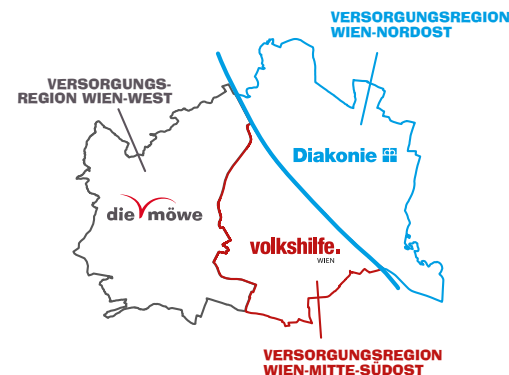 VERSORGUNGSREGION
WIEN-NORDOST
VERSORGUNGS-
REGION WIEN-WEST
Diakonie
die möwe
volkshilfe.
WIEN
VERSORGUNGSREGION
WIEN-MITTE-SÜDOST